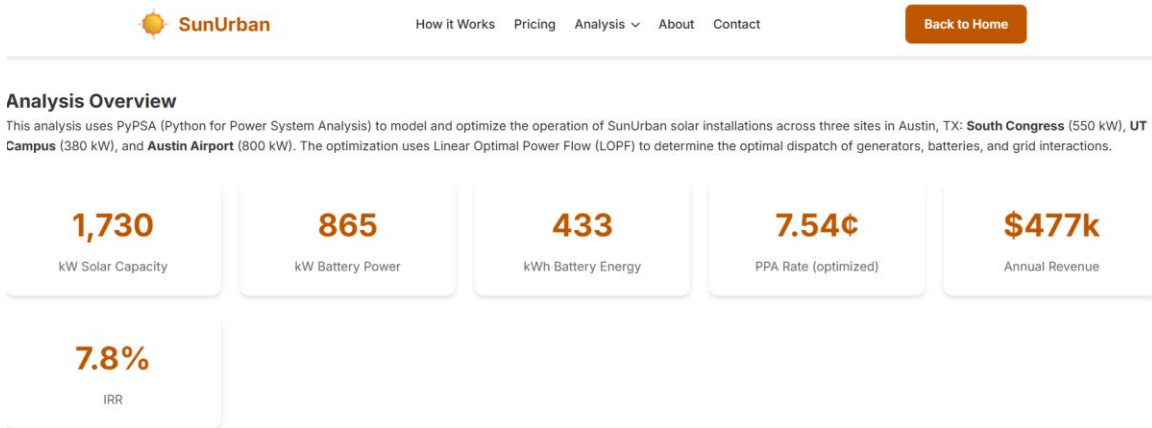 SunUrban
How it Works Pricing Analysis About Contact
Back to Home
Analysis Overview
This analysis uses PyPSA (Python for Power System Analysis) to model and optimize the operation of SunUrban solar installations across three sites in Austin, TX: South Congress (550 kW), UT
Campus (380 kW), and Austin Airport (800 kW). The optimization uses Linear Optimal Power Flow (LOPF) to determine the optimal dispatch of generators, batteries, and grid interactions.
1,730
kW Solar Capacity
865
kW Battery Power
433
kWh Battery Energy
7.54¢
PPA Rate (optimized)
$477k
Annual Revenue
7.8%
IRR